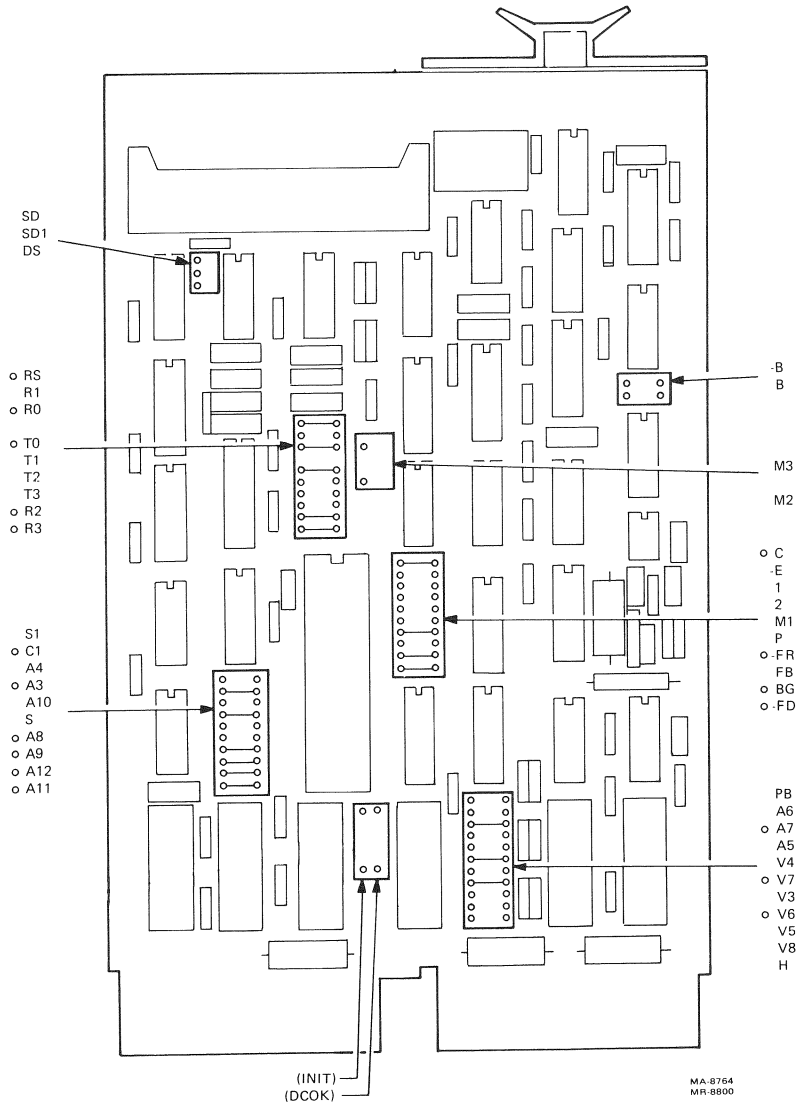 SD
SD1
DS
RS
R1
R0
T0
T1
T2
T3
R2
R3
S1
C1
A4
A3
A10
S
A8
A9
A12
A11
-B
B
M3
M2
C
-E
1
2
M1
P
-FR
FB
BG
-FD
PB
A6
A7
A5
V4
V7
V3
V6
V5
V8
H
(INIT)
(DCOK)
MA-8764
MR-8800